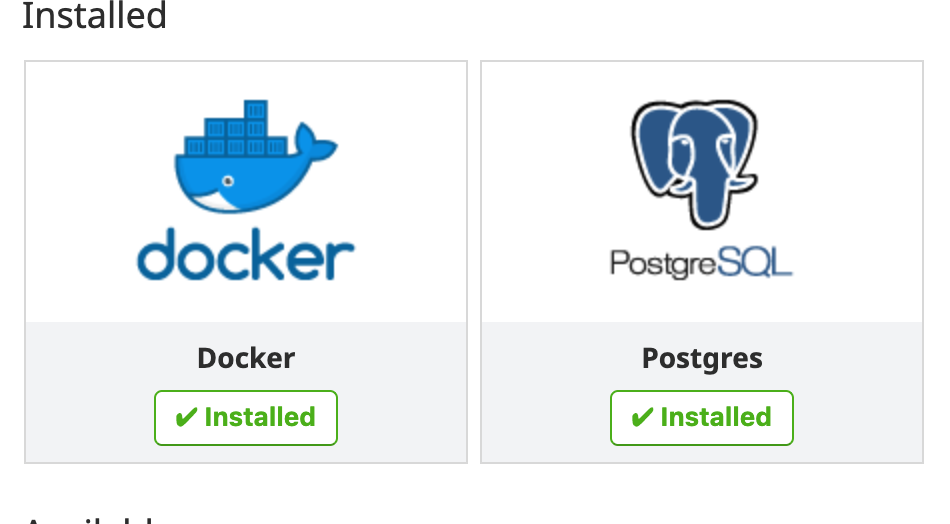 Installed
docker
PostgreSQL
Docker
Postgres
✔ Installed
✔ Installed